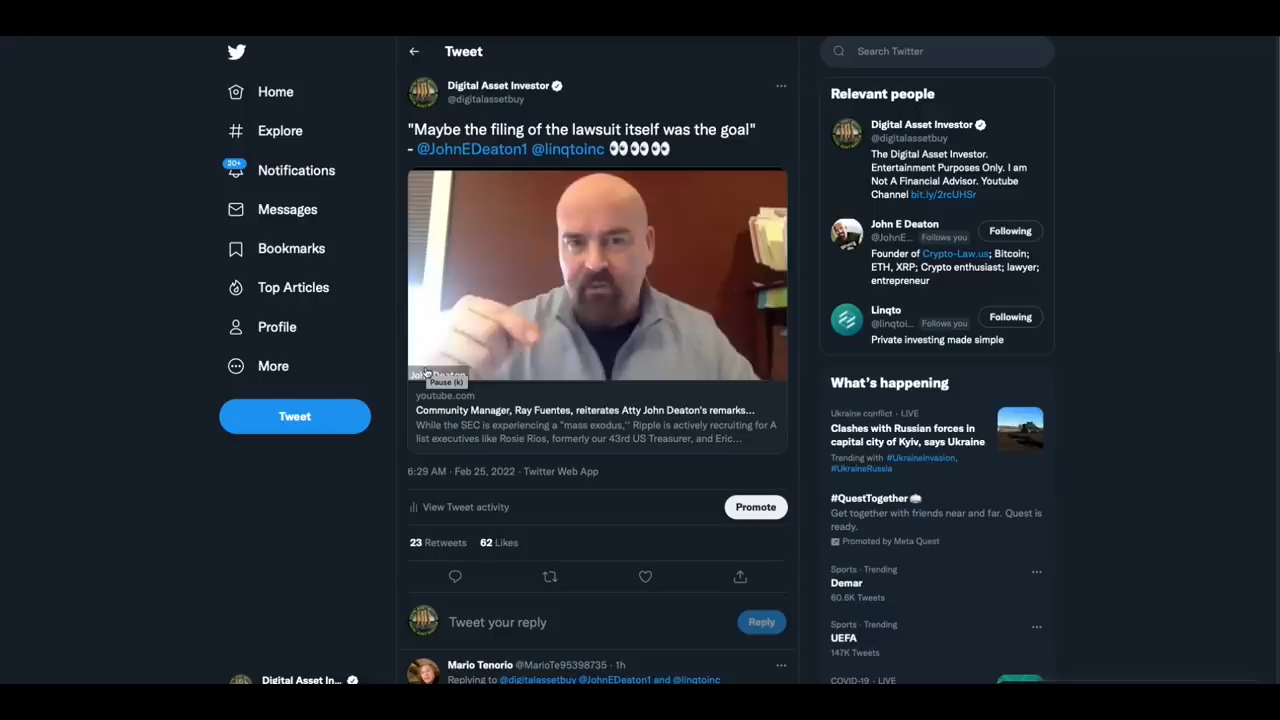 Tweet
Search Twitter
Home
Explore
20+
Notifications
Messages
Bookmarks
Top Articles
Profile
More
Tweet
Digital Asset In...
Digital Asset Investor
@digitalassetbuy
"Maybe the filing of the lawsuit itself was the goal"
- @JohnEDeaton1 @linqtoinc 👀👀👀👀
John Deaton
Pause (k)
youtube.com
Community Manager, Ray Fuentes, reiterates Atty John Deaton's remarks...
While the SEC is experiencing a "mass exodus,'' Ripple is actively recruiting for A
list executives like Rosie Rios, formerly our 43rd US Treasurer, and Eric...
6:29 AM · Feb 25, 2022 · Twitter Web App
View Tweet activity
Promote
23 Retweets 62 Likes
Tweet your reply
Reply
Mario Tenorio @MarioTe95398735 · 1h
Replying to @digitalassetbuy @JohnEDeaton1 and @linqtoinc
Relevant people
Digital Asset Investor
@digitalassetbuy
The Digital Asset Investor.
Entertainment Purposes Only. I am
Not A Financial Advisor. Youtube
Channel bit.ly/2rcUHSr
John E Deaton
@JohnE... Follows you
Following
Founder of Crypto-Law.us; Bitcoin;
ETH, XRP; Crypto enthusiast; lawyer;
entrepreneur
Linqto
@linqtoi... Follows you
Following
Private investing made simple
What's happening
Ukraine conflict · LIVE
Clashes with Russian forces in
capital city of Kyiv, says Ukraine
Trending with #UkraineInvasion,
#UkraineRussia
#QuestTogether
Get together with friends near and far. Quest is
ready.
Promoted by Meta Quest
Sports · Trending
Demar
60.6K Tweets
Sports · Trending
UEFA
147K Tweets
COVID-19 · LIVE